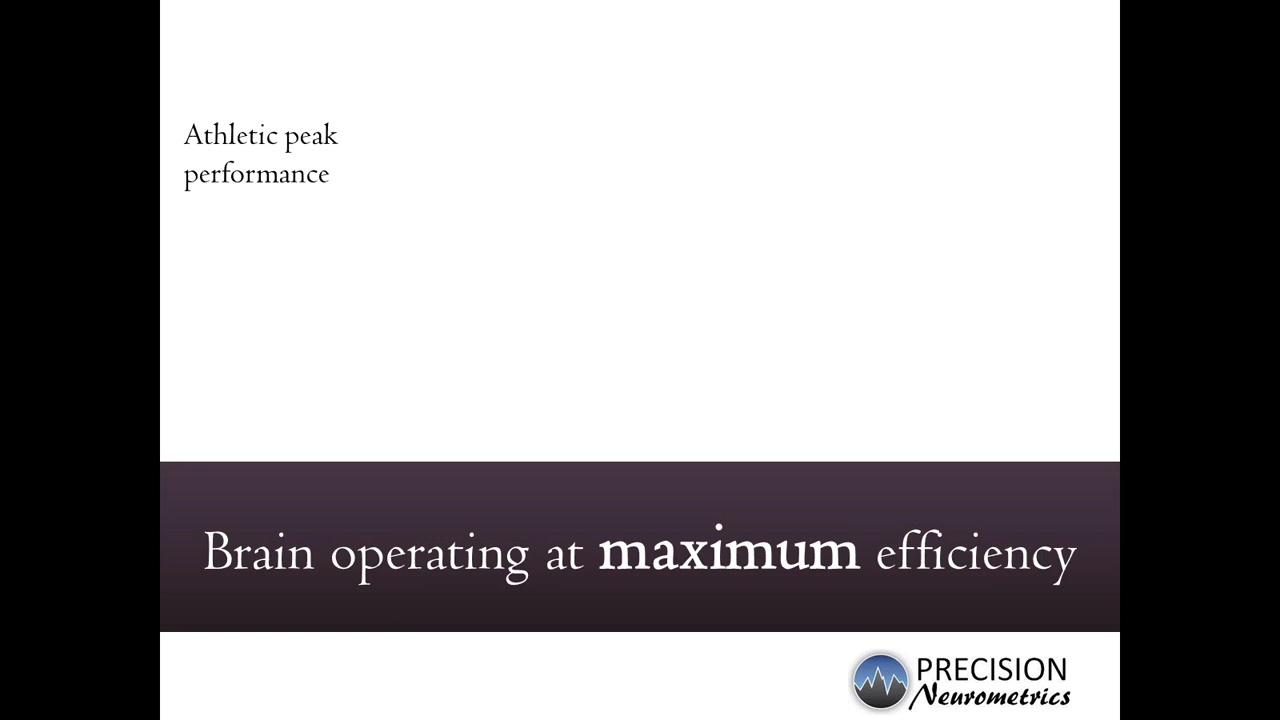 Athletic peak
performance
Brain operating at maximum efficiency
PRECISION
Neurometrics